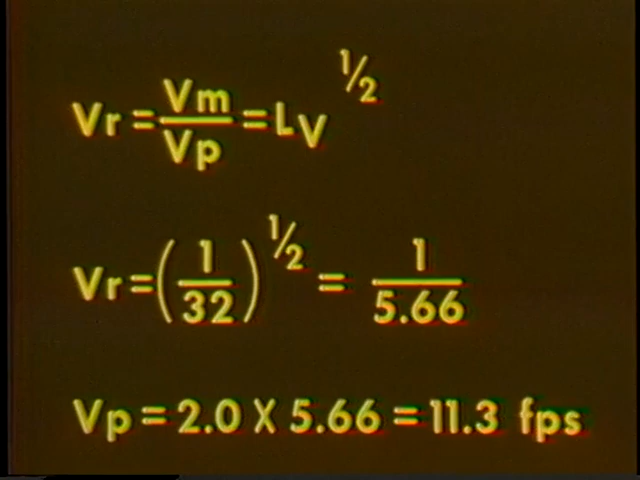 Vr = Vm/Vp = LV ½
Vr = (1/32) ½ = 1/5.66
Vp = 2.0 X 5.66 = 11.3 fps